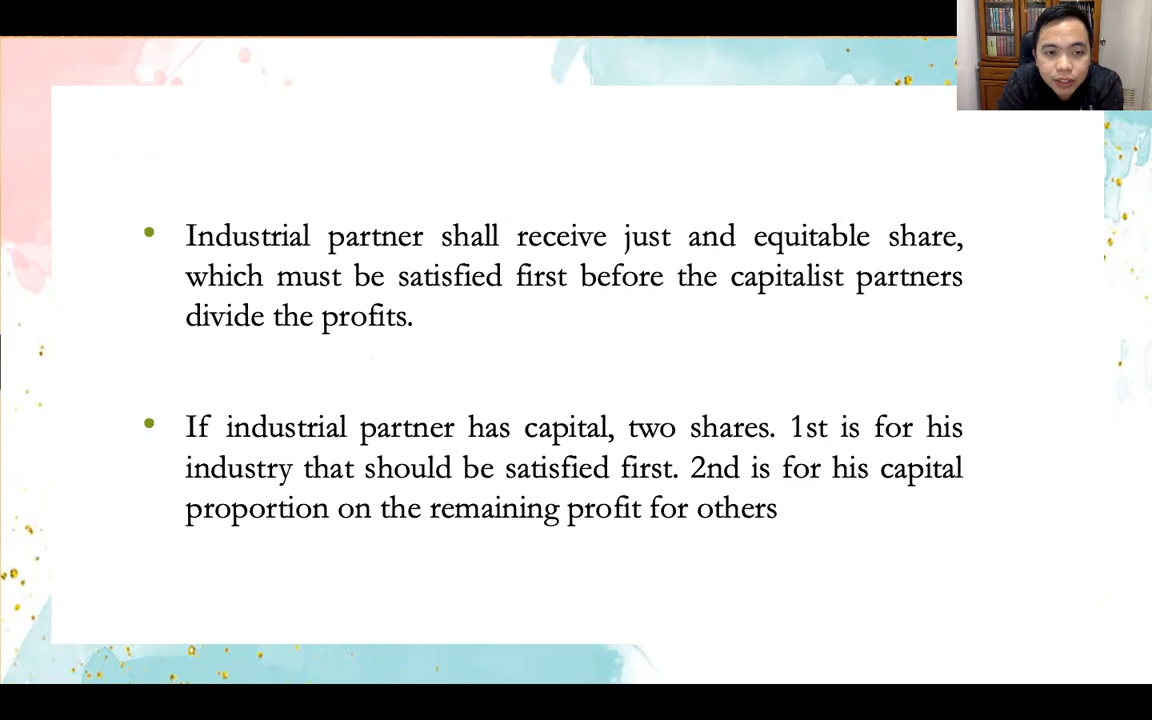 • Industrial partner shall receive just and equitable share,
which must be satisfied first before the capitalist partners
divide the profits.
• If industrial partner has capital, two shares. 1st is for his
industry that should be satisfied first. 2nd is for his capital
proportion on the remaining profit for others